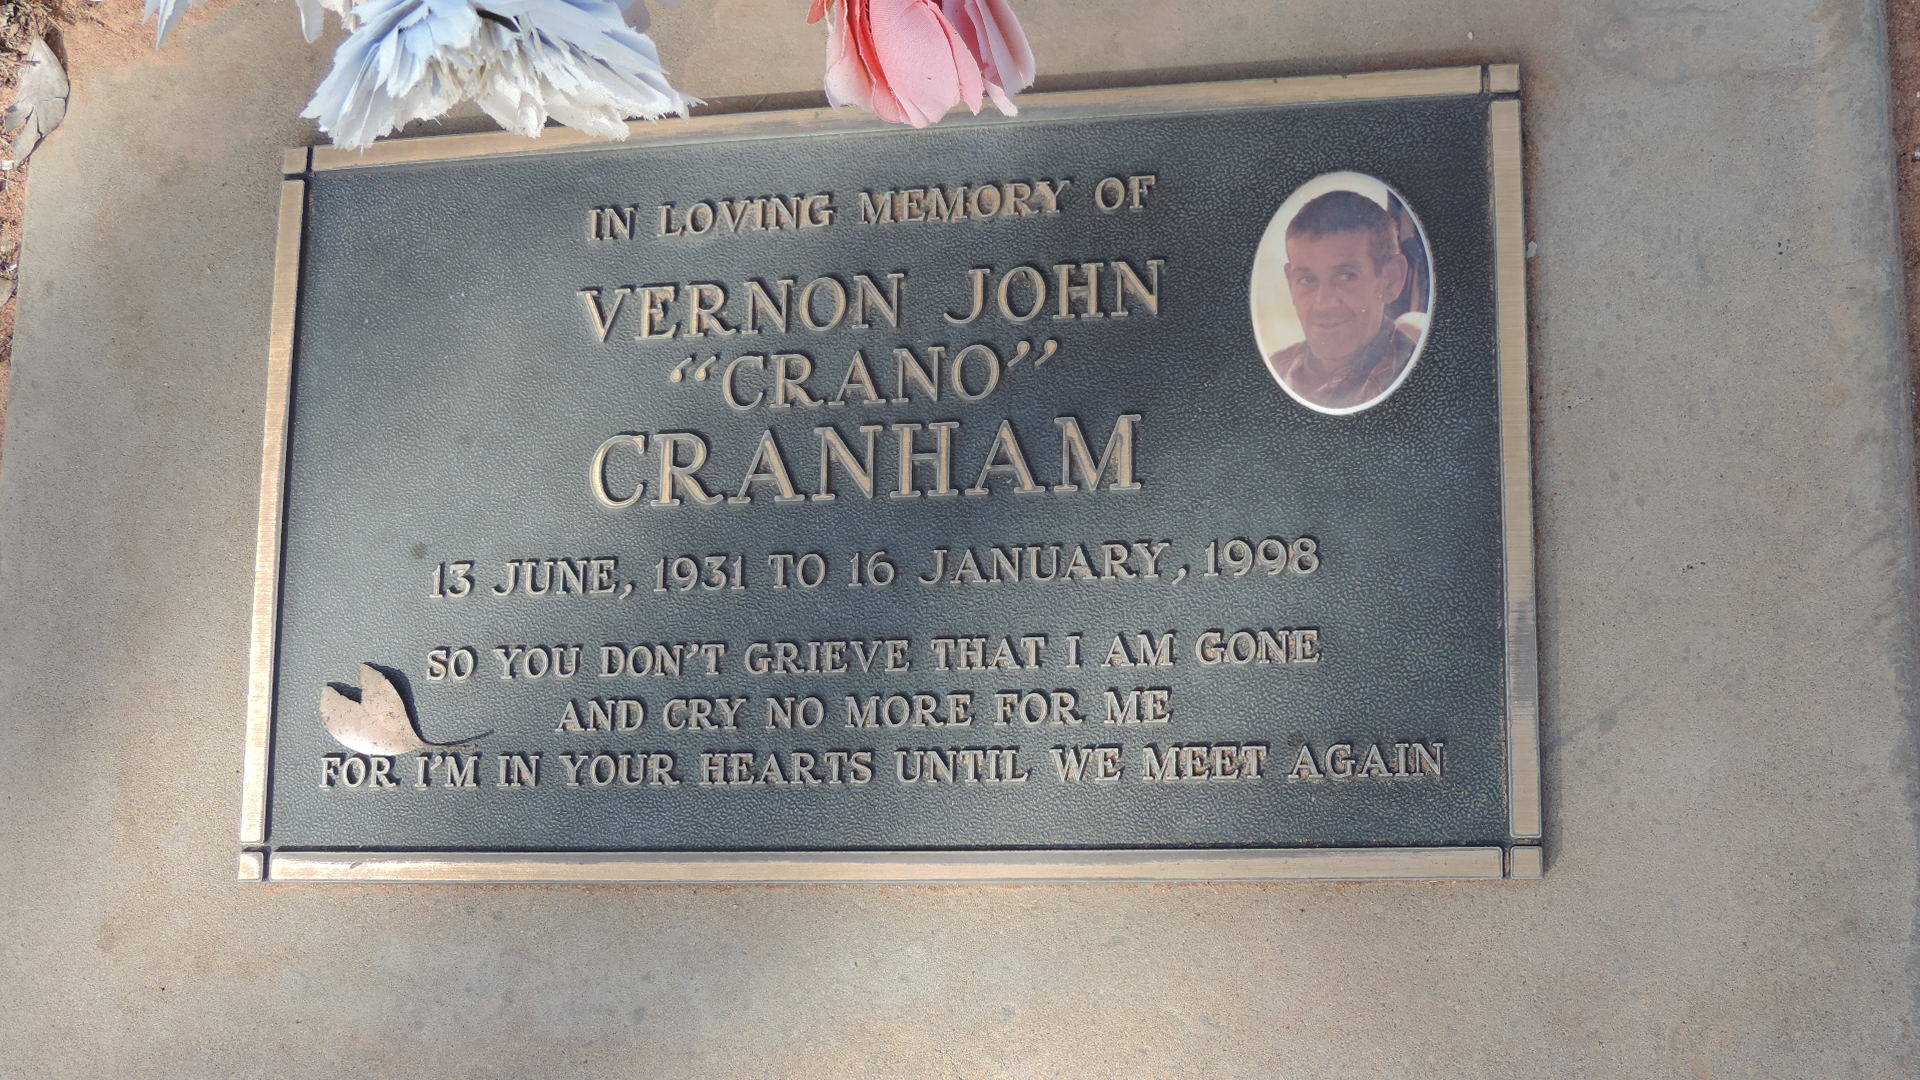 IN LOVING MEMORY OF
VERNON JOHN
“CRANO”
CRANHAM
13 JUNE, 1931 TO 16 JANUARY, 1998
SO YOU DON'T GRIEVE THAT I AM GONE
AND CRY NO MORE FOR ME
FOR I'M IN YOUR HEARTS UNTIL WE MEET AGAIN